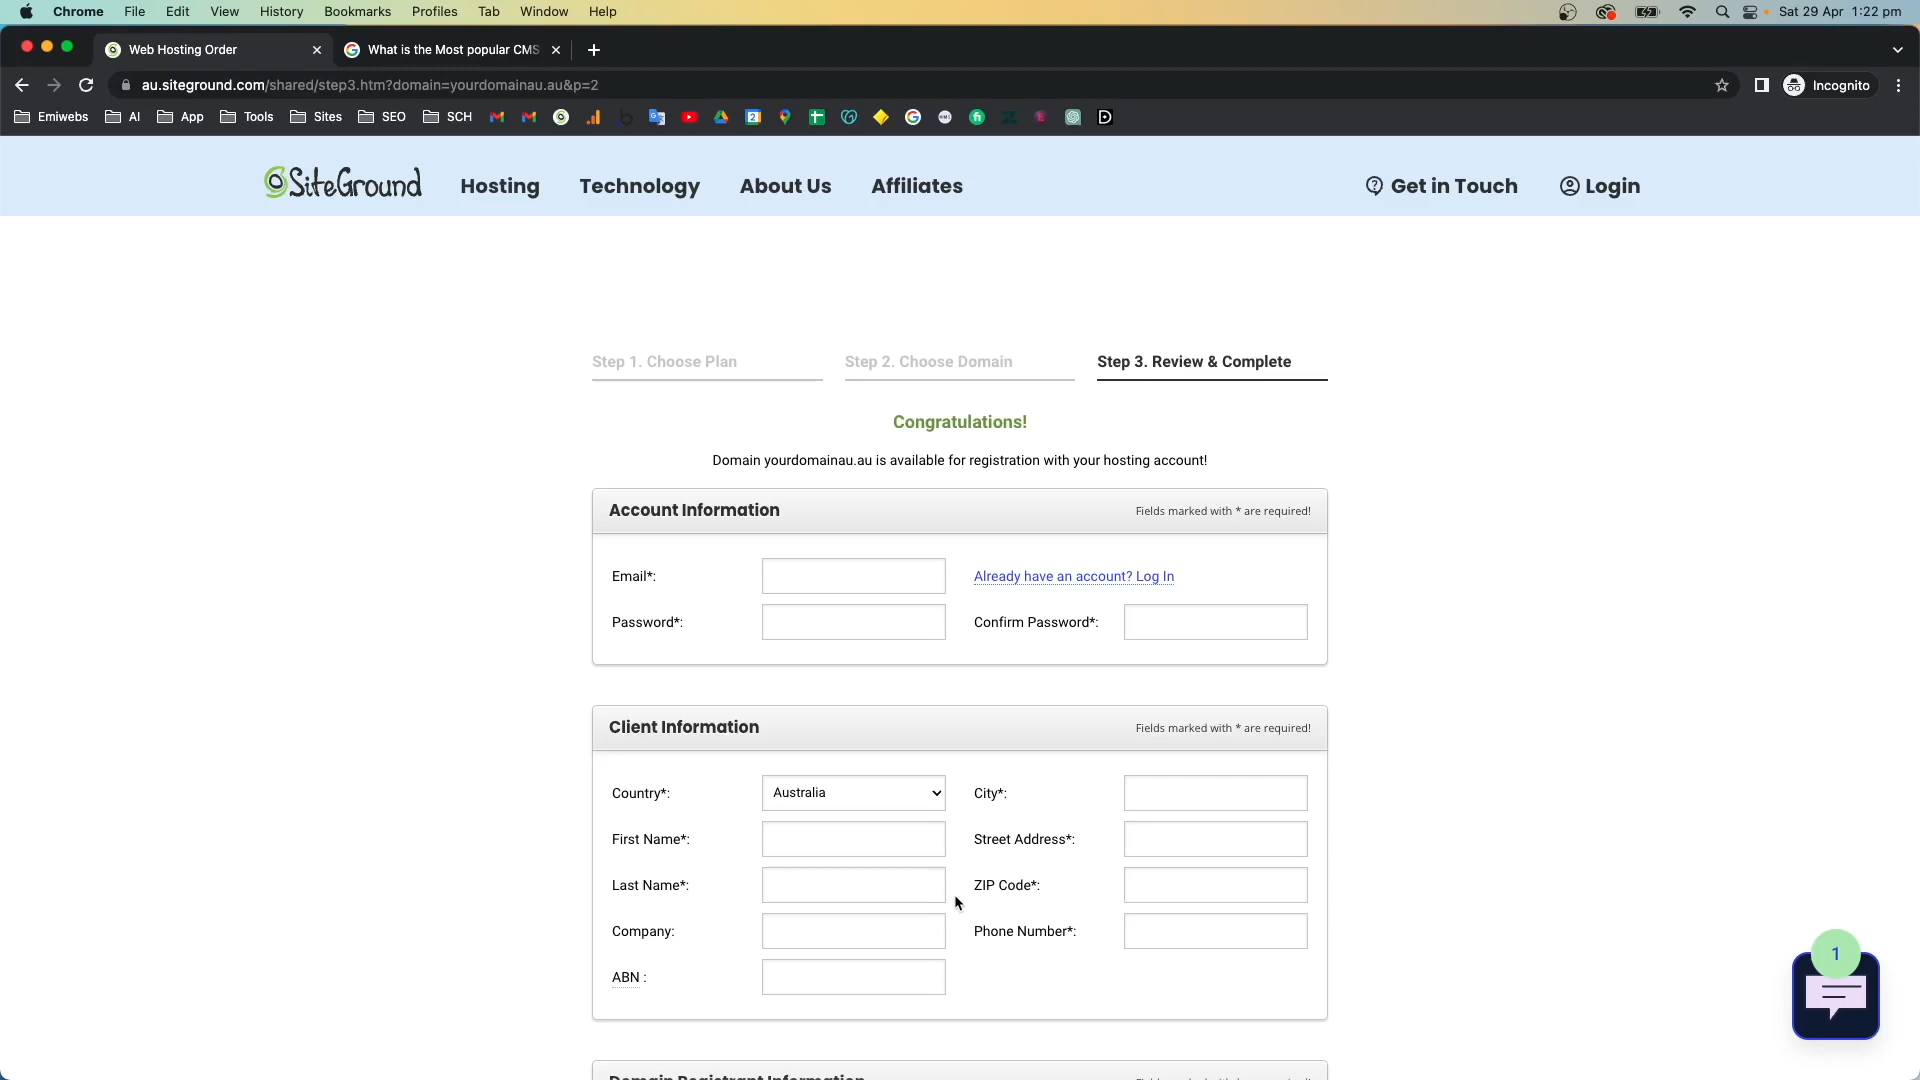 Chrome File Edit View History Bookmarks Profiles Tab Window Help Sat 29 Apr 1:22 pm
Web Hosting Order What is the Most popular CMS
au.siteground.com/shared/step3.htm?domain=yourdomainau.au&p=2 Incognito
Emiwebs AI App Tools Sites SEO SCH
SiteGround Hosting Technology About Us Affiliates Get in Touch Login
Step 1. Choose Plan Step 2. Choose Domain Step 3. Review & Complete
Congratulations!
Domain yourdomainau.au is available for registration with your hosting account!
Account Information Fields marked with * are required!
Email*: Already have an account? Log In
Password*: Confirm Password*:
Client Information Fields marked with * are required!
Country*: Australia City*:
First Name*: Street Address*:
Last Name*: ZIP Code*:
Company: Phone Number*:
ABN :
1
Domain Registrant Information